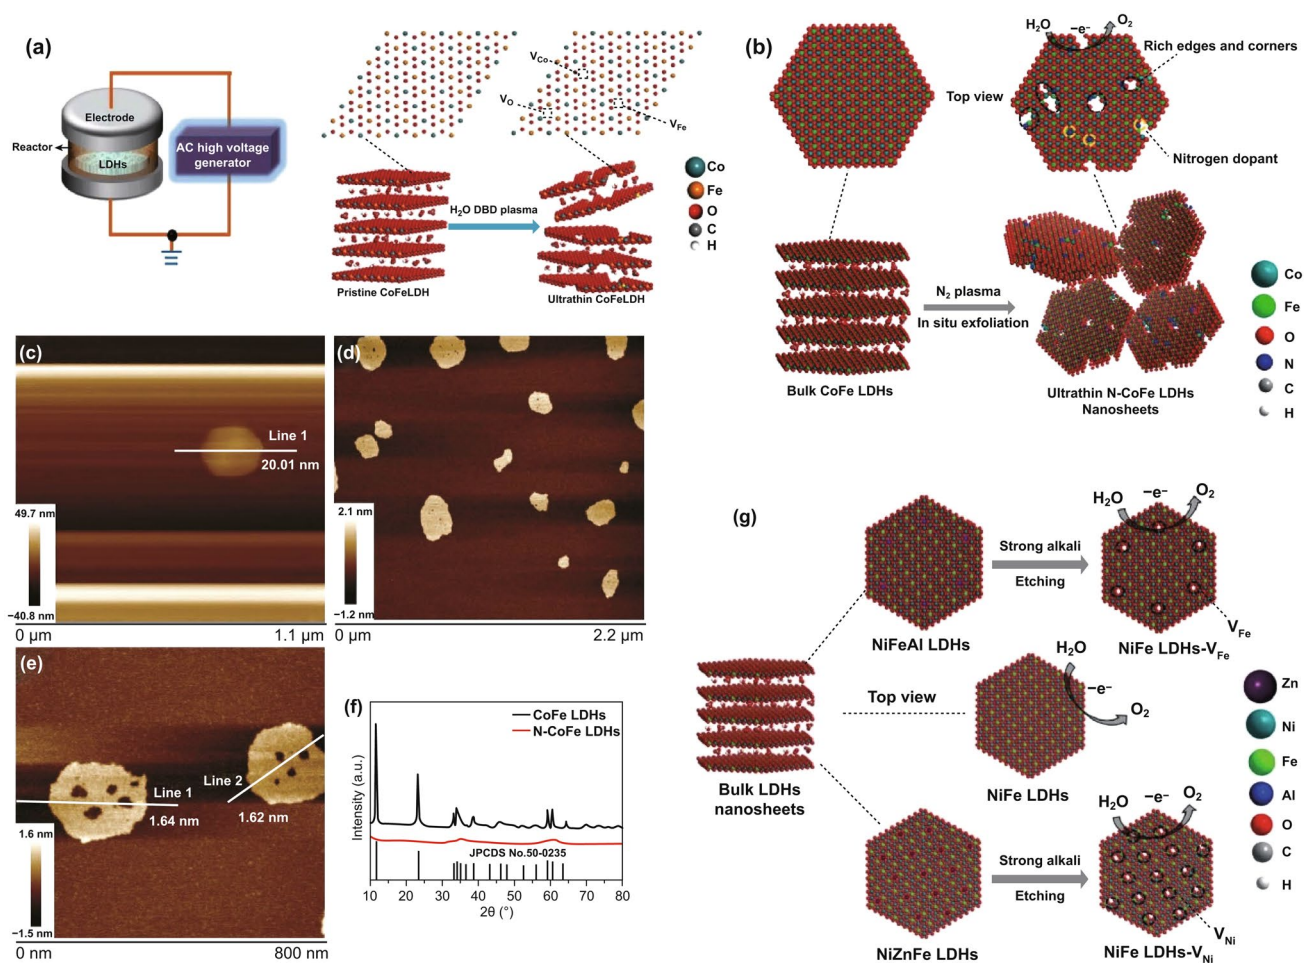 (a)
Electrode
Reactor
LDHs
AC high voltage
generator
V_Co
V_O
V_Fe
H₂O DBD plasma
Pristine CoFeLDH
Ultrathin CoFeLDH
Co
Fe
O
C
H
(b)
H₂O
−e⁻
O₂
Rich edges and corners
Top view
Nitrogen dopant
N₂ plasma
In situ exfoliation
Bulk CoFe LDHs
Ultrathin N-CoFe LDHs
Nanosheets
Co
Fe
O
N
C
H
(c)
Line 1
20.01 nm
49.7 nm
−40.8 nm
0 μm
1.1 μm
(d)
2.1 nm
−1.2 nm
0 μm
2.2 μm
(e)
Line 1
1.64 nm
Line 2
1.62 nm
1.6 nm
−1.5 nm
0 nm
800 nm
(f)
CoFe LDHs
N-CoFe LDHs
Intensity (a.u.)
JPCDS No.50-0235
10 20 30 40 50 60 70 80
2θ (°)
(g)
H₂O
−e⁻
O₂
Strong alkali
Etching
NiFeAl LDHs
V_Fe
NiFe LDHs-V_Fe
Bulk LDHs
nanosheets
Top view
H₂O
−e⁻
O₂
NiFe LDHs
H₂O
−e⁻
O₂
Strong alkali
Etching
NiZnFe LDHs
V_Ni
NiFe LDHs-V_Ni
Zn
Ni
Fe
Al
O
C
H